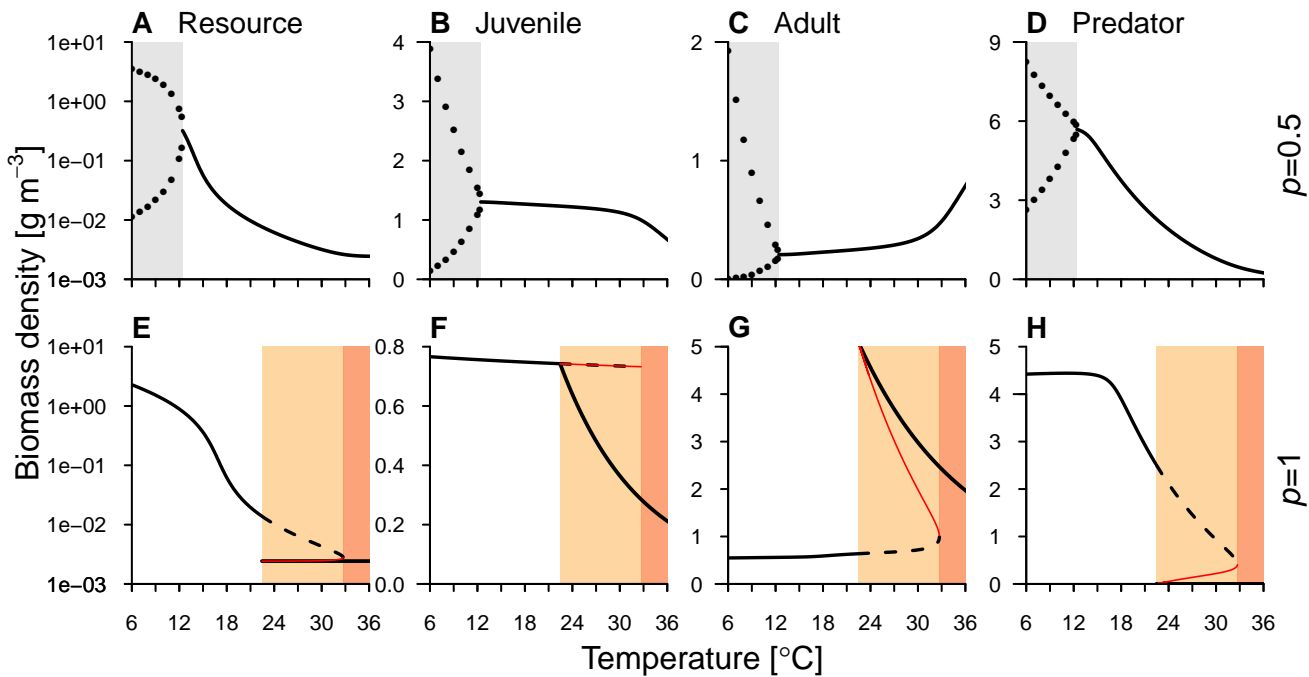 A Resource
B Juvenile
C Adult
D Predator
1e+01
1e+00
1e−01
1e−02
1e−03
4
3
2
1
0
2
1
0
9
6
3
0
p=0.5
Biomass density [g m−3]
E
F
G
H
1e+01
1e+00
1e−01
1e−02
1e−03
0.8
0.6
0.4
0.2
0.0
5
4
3
2
1
0
5
4
3
2
1
0
p=1
6 12 18 24 30 36
6 12 18 24 30 36
6 12 18 24 30 36
6 12 18 24 30 36
Temperature [°C]